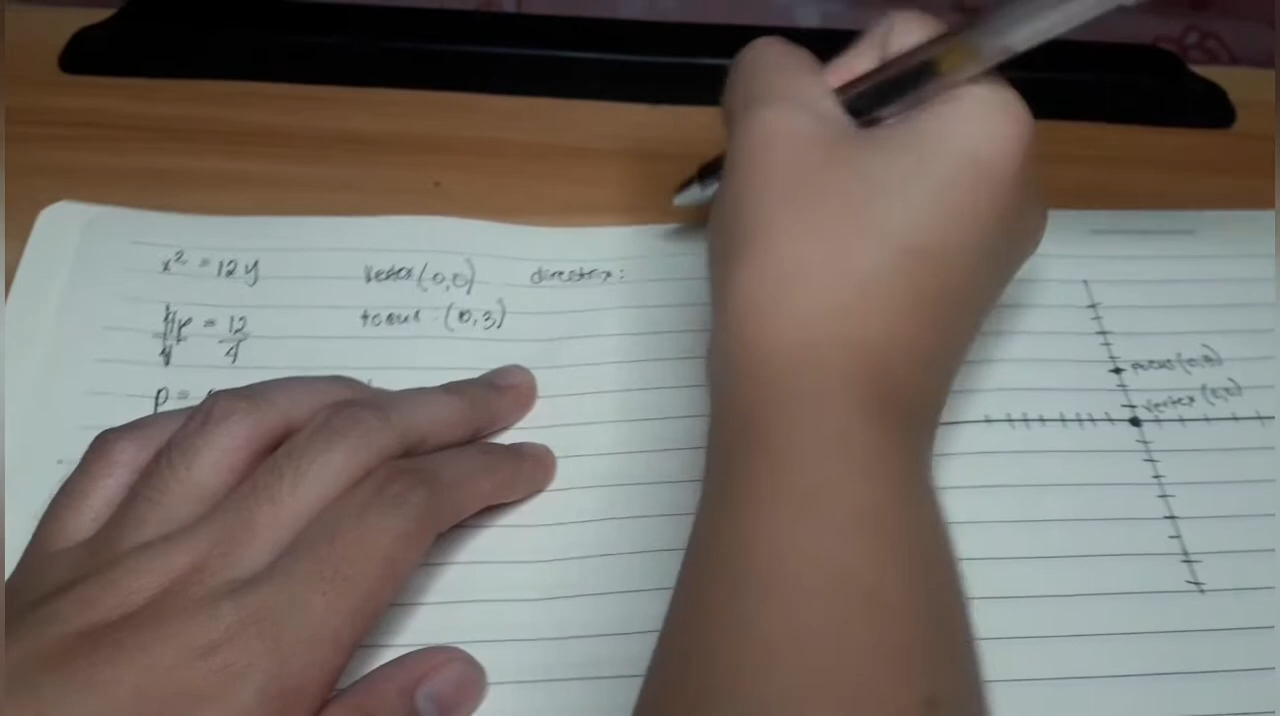 x² = 12y
vertex (0,0)
directrix:
4p = 12
4 4
focus (0,3)
p =
focus (0,3)
vertex (0,0)